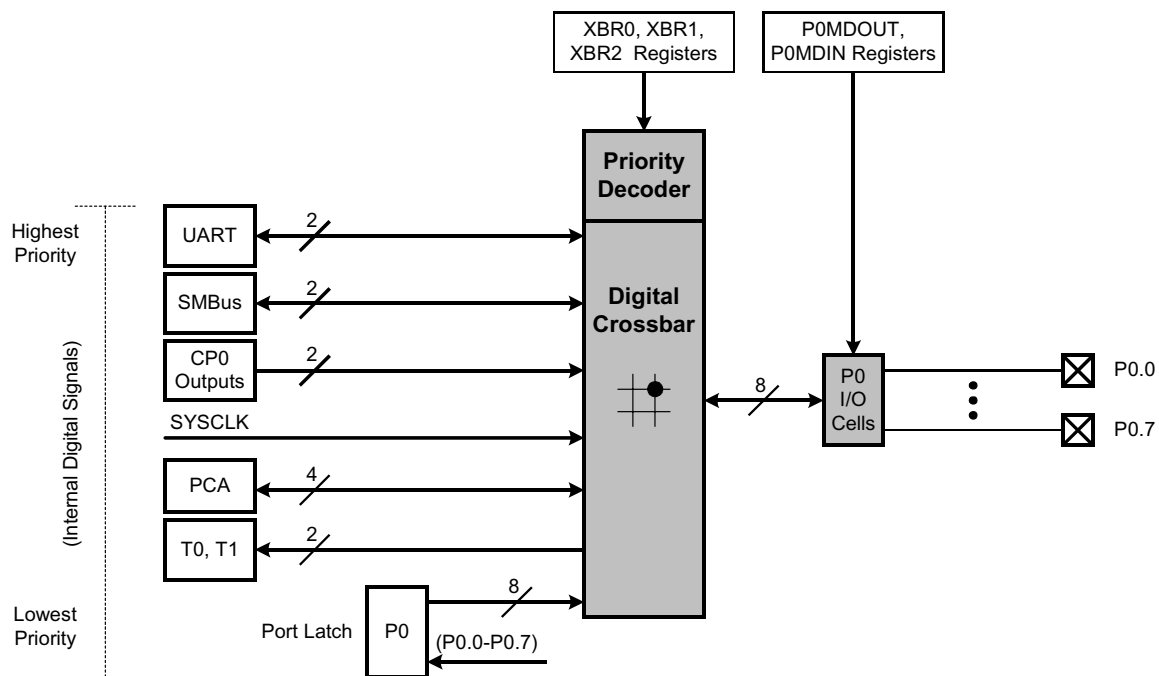 XBR0, XBR1,
XBR2 Registers
P0MDOUT,
P0MDIN Registers
Priority
Decoder
Highest
Priority
UART
2
SMBus
2
Digital
Crossbar
CP0
Outputs
2
SYSCLK
(Internal Digital Signals)
8
P0
I/O
Cells
P0.0
P0.7
PCA
4
T0, T1
2
Lowest
Priority
Port Latch
P0
8
(P0.0-P0.7)